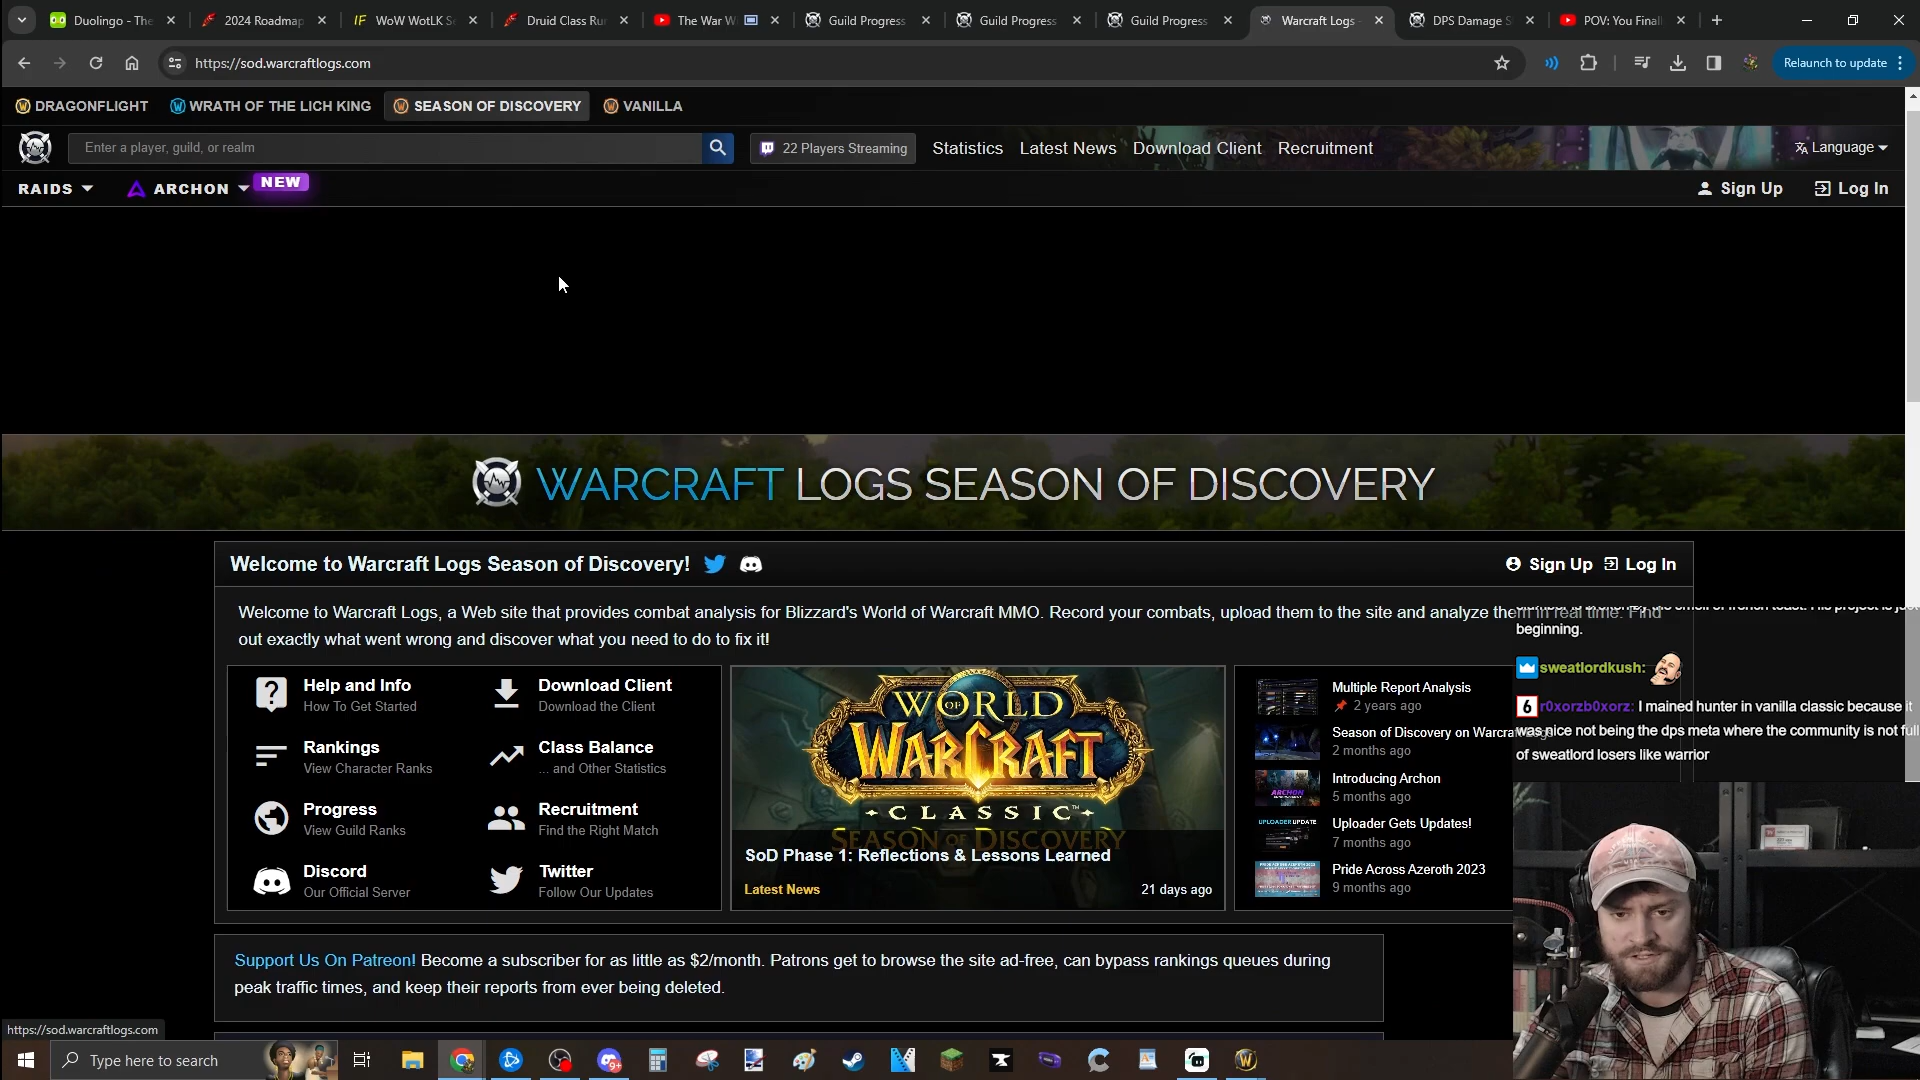 Duolingo - The
2024 Roadmap
WoW WotLK S
Druid Class Ru
The War W
Guild Progress
Guild Progress
Guild Progress
Warcraft Logs
DPS Damage S
POV: You Final
https://sod.warcraftlogs.com
Relaunch to update
DRAGONFLIGHT
WRATH OF THE LICH KING
SEASON OF DISCOVERY
VANILLA
Enter a player, guild, or realm
22 Players Streaming
Statistics
Latest News
Download Client
Recruitment
Language
RAIDS
ARCHON
NEW
Sign Up
Log In
WARCRAFT LOGS SEASON OF DISCOVERY
Welcome to Warcraft Logs Season of Discovery!
Sign Up
Log In
Welcome to Warcraft Logs, a Web site that provides combat analysis for Blizzard's World of Warcraft MMO. Record your combats, upload them to the site and analyze them in real time. Find
out exactly what went wrong and discover what you need to do to fix it!
Help and Info
How To Get Started
Download Client
Download the Client
Rankings
View Character Ranks
Class Balance
... and Other Statistics
Progress
View Guild Ranks
Recruitment
Find the Right Match
Discord
Our Official Server
Twitter
Follow Our Updates
WORLD
OF
WARCRAFT
CLASSIC
SEASON OF DISCOVERY
SoD Phase 1: Reflections & Lessons Learned
Latest News
21 days ago
Multiple Report Analysis
2 years ago
Season of Discovery on Warcra
2 months ago
Introducing Archon
5 months ago
UPLOADER UPDATE
Uploader Gets Updates!
7 months ago
Pride Across Azeroth 2023
9 months ago
beginning.
sweatlordkush:
6 r0xorzb0xorz: I mained hunter in vanilla classic because it
was nice not being the dps meta where the community is not full
of sweatlord losers like warrior
Support Us On Patreon! Become a subscriber for as little as $2/month. Patrons get to browse the site ad-free, can bypass rankings queues during
peak traffic times, and keep their reports from ever being deleted.
https://sod.warcraftlogs.com
Type here to search